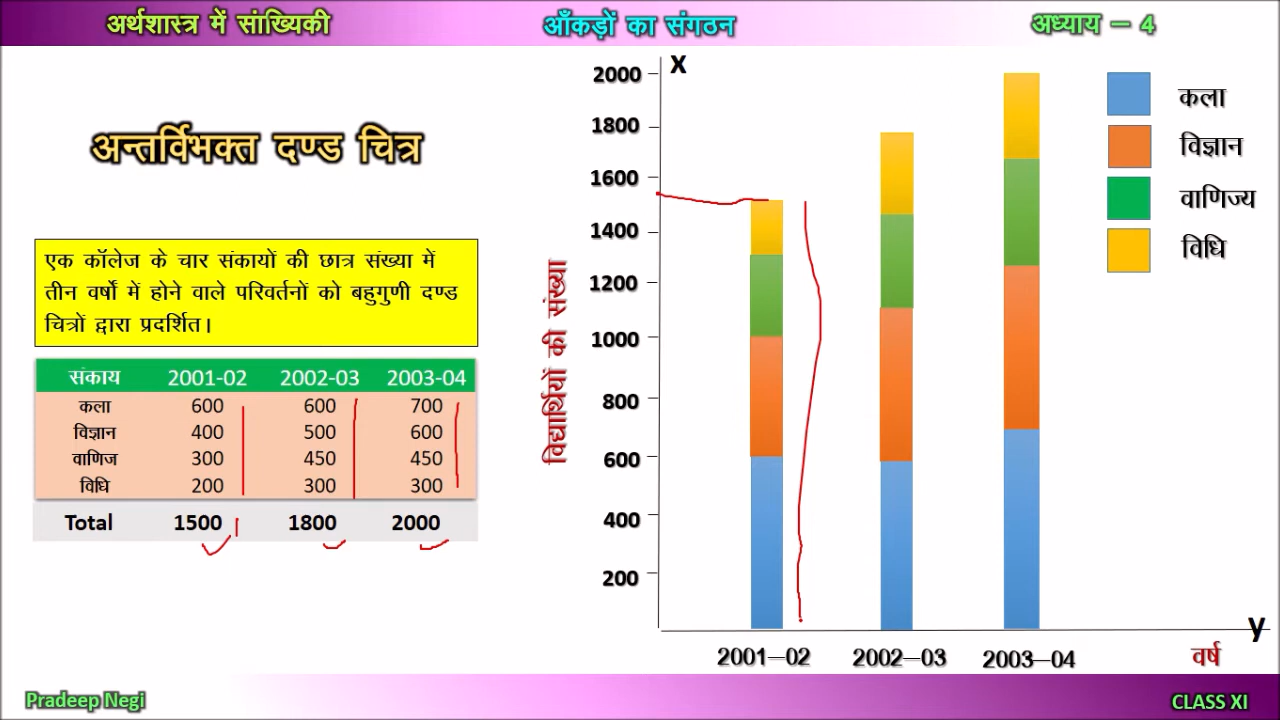 अर्थशास्त्र में सांख्यिकी
आँकड़ों का संगठन
अध्याय – 4
अन्तर्विभक्त दण्ड चित्र
एक कॉलेज के चार संकायों की छात्र संख्या में
तीन वर्षों में होने वाले परिवर्तनों को बहुगुणी दण्ड
चित्रों द्वारा प्रदर्शित।
संकाय 2001-02 2002-03 2003-04
कला 600 600 700
विज्ञान 400 500 600
वाणिज 300 450 450
विधि 200 300 300
Total 1500 1800 2000
विद्यार्थियों की संख्या
X
2000
1800
1600
1400
1200
1000
800
600
400
200
2001–02 2002–03 2003–04
वर्ष
y
कला
विज्ञान
वाणिज्य
विधि
Pradeep Negi
CLASS XI